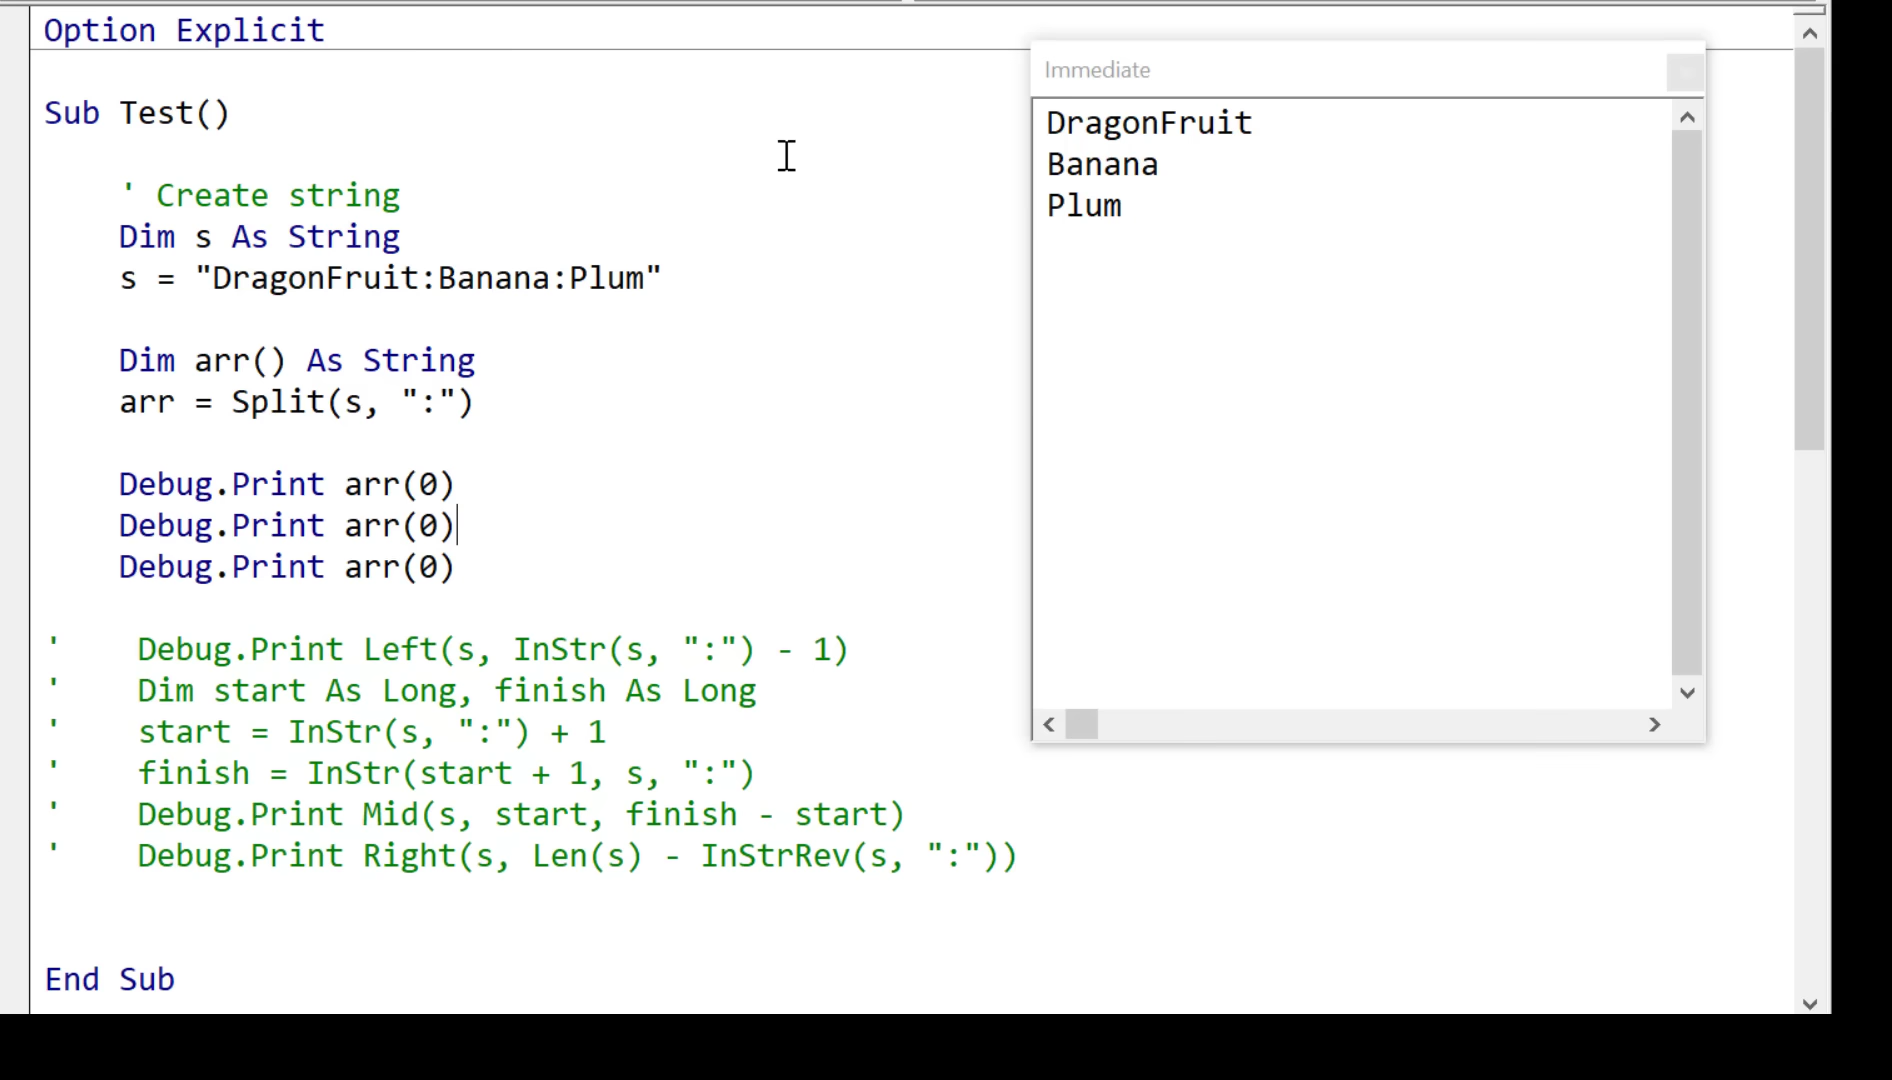 Option Explicit
Sub Test()
' Create string
Dim s As String
s = "DragonFruit:Banana:Plum"
Dim arr() As String
arr = Split(s, ":")
Debug.Print arr(0)
Debug.Print arr(0)
Debug.Print arr(0)
' Debug.Print Left(s, InStr(s, ":") - 1)
' Dim start As Long, finish As Long
' start = InStr(s, ":") + 1
' finish = InStr(start + 1, s, ":")
' Debug.Print Mid(s, start, finish - start)
' Debug.Print Right(s, Len(s) - InStrRev(s, ":"))
End Sub
Immediate
DragonFruit
Banana
Plum